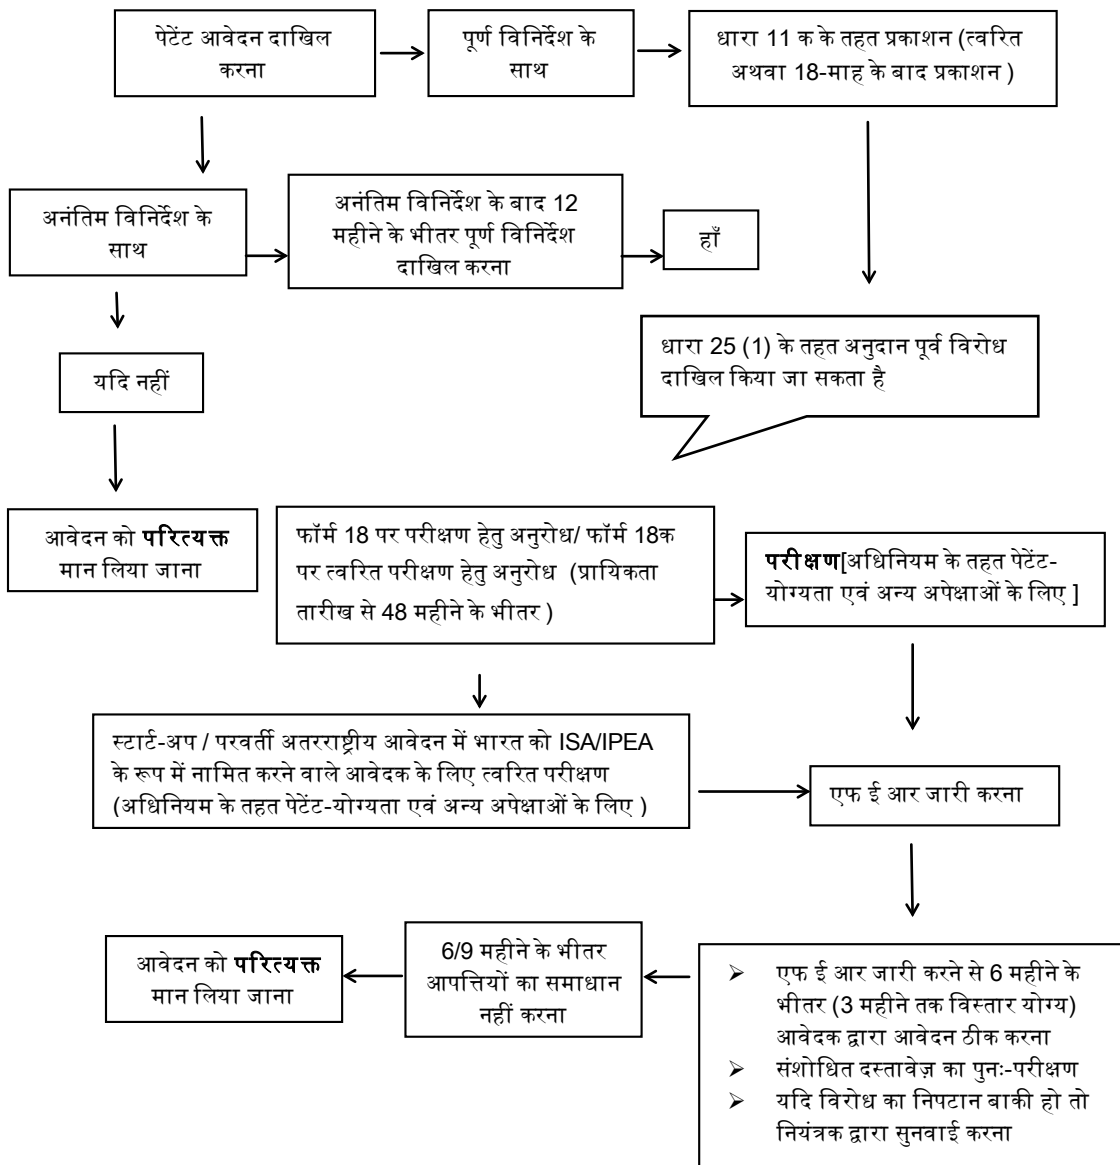 पेटेंट आवेदन दाखिल
करना
पूर्ण विनिर्देश के
साथ
धारा 11 क के तहत प्रकाशन (त्वरित
अथवा 18-माह के बाद प्रकाशन )
अनंतिम विनिर्देश के
साथ
अनंतिम विनिर्देश के बाद 12
महीने के भीतर पूर्ण विनिर्देश
दाखिल करना
हाँ
धारा 25 (1) के तहत अनुदान पूर्व विरोध
दाखिल किया जा सकता है
यदि नहीं
आवेदन को परित्यक्त
मान लिया जाना
फॉर्म 18 पर परीक्षण हेतु अनुरोध/ फॉर्म 18क
पर त्वरित परीक्षण हेतु अनुरोध (प्रायिकता
तारीख से 48 महीने के भीतर )
परीक्षण[अधिनियम के तहत पेटेंट-
योग्यता एवं अन्य अपेक्षाओं के लिए ]
स्टार्ट-अप / परवर्ती अतरराष्ट्रीय आवेदन में भारत को ISA/IPEA
के रूप में नामित करने वाले आवेदक के लिए त्वरित परीक्षण
(अधिनियम के तहत पेटेंट-योग्यता एवं अन्य अपेक्षाओं के लिए )
एफ ई आर जारी करना
आवेदन को परित्यक्त
मान लिया जाना
6/9 महीने के भीतर
आपत्तियों का समाधान
नहीं करना
➢ एफ ई आर जारी करने से 6 महीने के
भीतर (3 महीने तक विस्तार योग्य)
आवेदक द्वारा आवेदन ठीक करना
➢ संशोधित दस्तावेज़ का पुनः-परीक्षण
➢ यदि विरोध का निपटान बाकी हो तो
नियंत्रक द्वारा सुनवाई करना